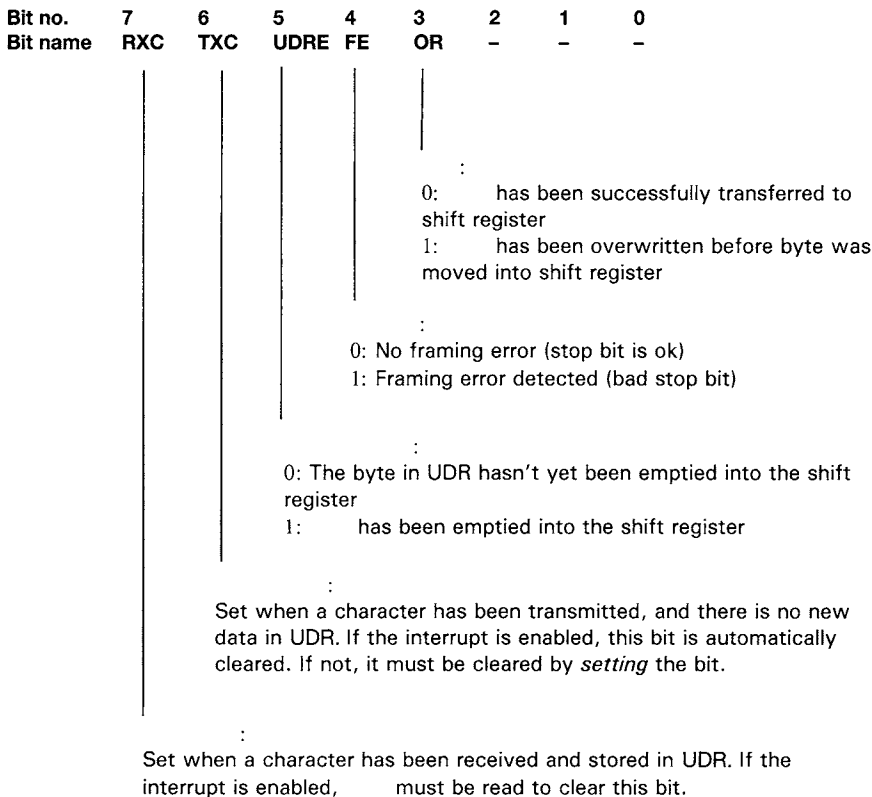 Bit no. 7 6 5 4 3 2 1 0
Bit name RXC TXC UDRE FE OR – – –
:
0: has been successfully transferred to
shift register
1: has been overwritten before byte was
moved into shift register
:
0: No framing error (stop bit is ok)
1: Framing error detected (bad stop bit)
:
0: The byte in UDR hasn't yet been emptied into the shift
register
1: has been emptied into the shift register
:
Set when a character has been transmitted, and there is no new
data in UDR. If the interrupt is enabled, this bit is automatically
cleared. If not, it must be cleared by setting the bit.
:
Set when a character has been received and stored in UDR. If the
interrupt is enabled, must be read to clear this bit.